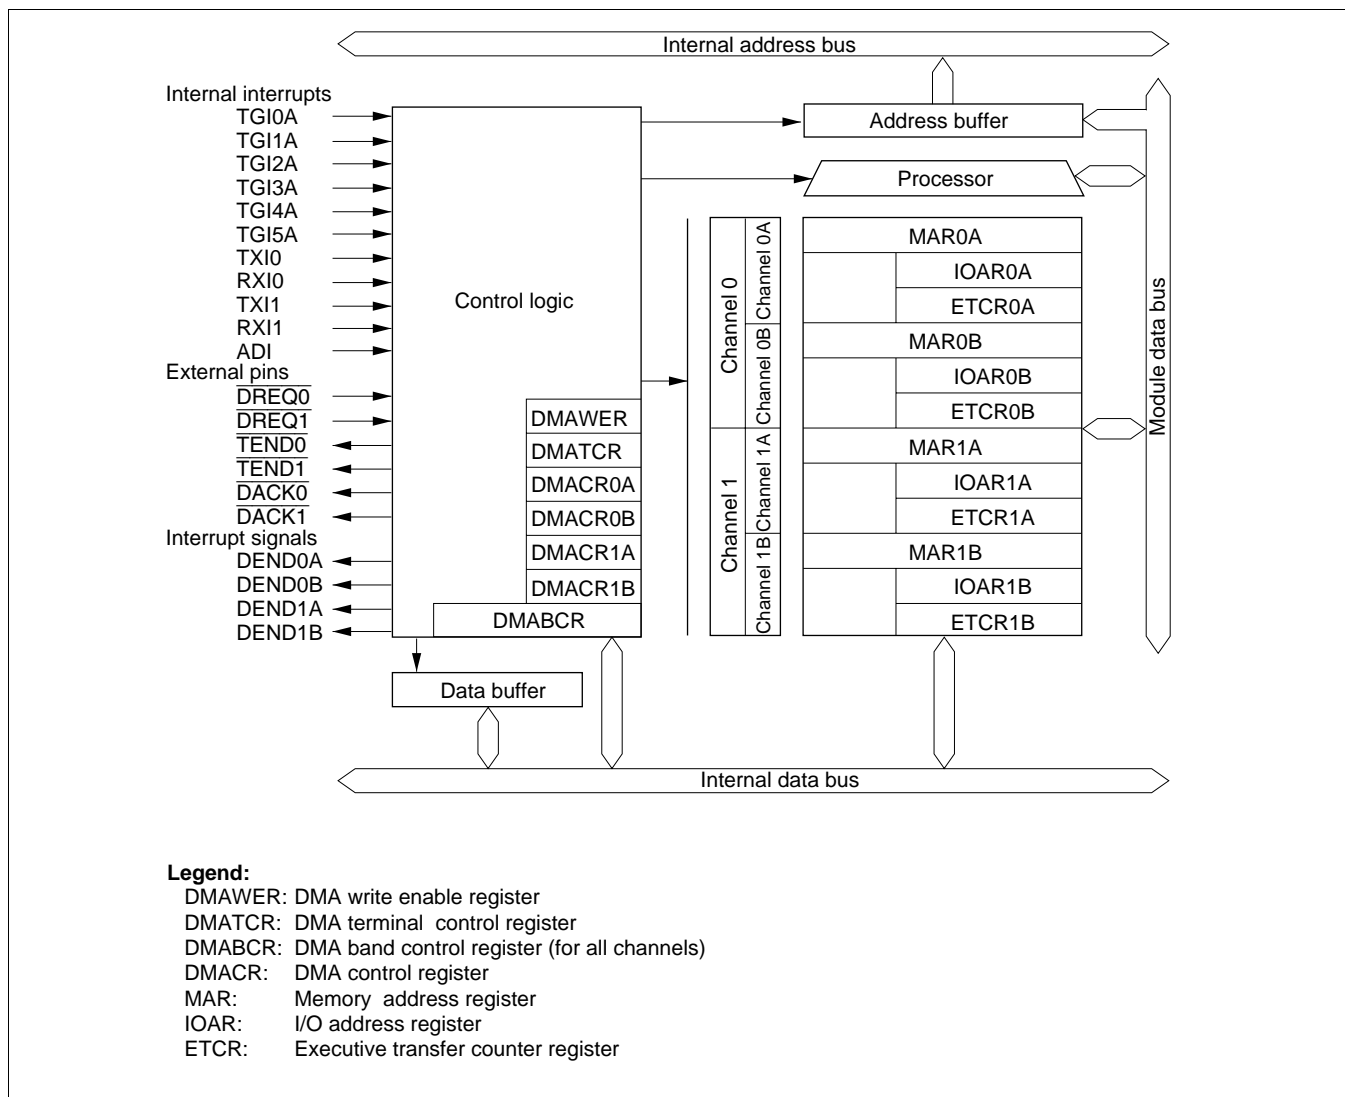 Internal address bus
Internal interrupts
TGI0A
TGI1A
TGI2A
TGI3A
TGI4A
TGI5A
TXI0
RXI0
TXI1
RXI1
ADI
External pins
DREQ0
DREQ1
TEND0
TEND1
DACK0
DACK1
Interrupt signals
DEND0A
DEND0B
DEND1A
DEND1B
Control logic
DMAWER
DMATCR
DMACR0A
DMACR0B
DMACR1A
DMACR1B
DMABCR
Data buffer
Address buffer
Processor
Channel 0
Channel 0A
Channel 0B
Channel 1
Channel 1A
Channel 1B
MAR0A
IOAR0A
ETCR0A
MAR0B
IOAR0B
ETCR0B
MAR1A
IOAR1A
ETCR1A
MAR1B
IOAR1B
ETCR1B
Module data bus
Internal data bus
Legend:
DMAWER: DMA write enable register
DMATCR: DMA terminal control register
DMABCR: DMA band control register (for all channels)
DMACR: DMA control register
MAR: Memory address register
IOAR: I/O address register
ETCR: Executive transfer counter register